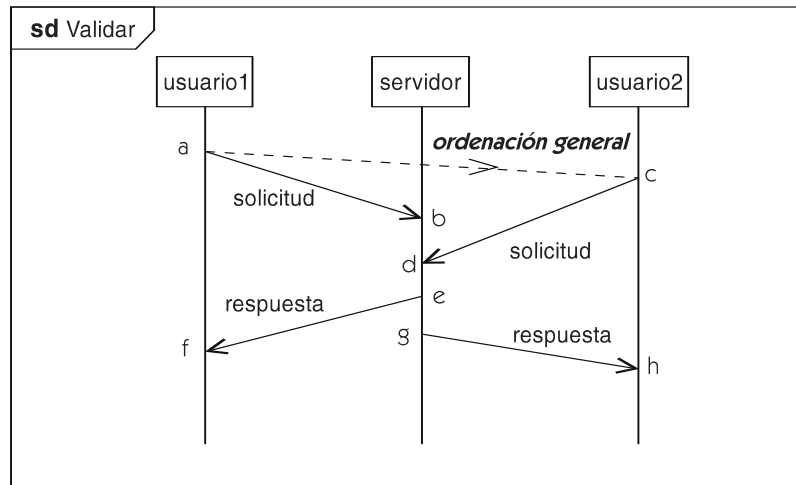 sd Validar
usuario1 servidor usuario2
ordenación general
a
c
solicitud
b
solicitud
d
e
respuesta
g
respuesta
f
h